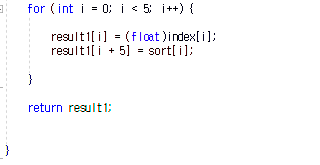 for (int i = 0; i < 5; i++) {
result1[i] = (float)index[i];
result1[i + 5] = sort[i];
}
return result1;
}